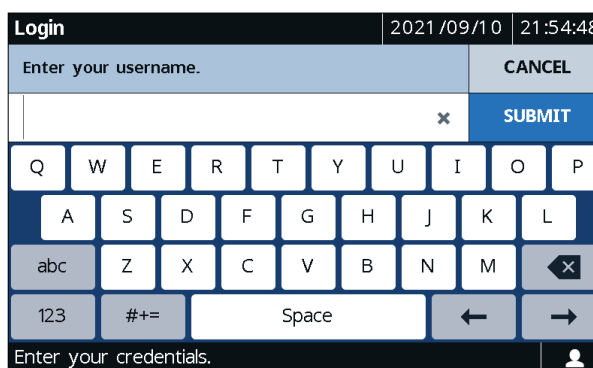 Login 2021/09/10 21:54:48
Enter your username. CANCEL
SUBMIT
Q W E R T Y U I O P
A S D F G H J K L
abc Z X C V B N M
123 #+= Space
Enter your credentials.